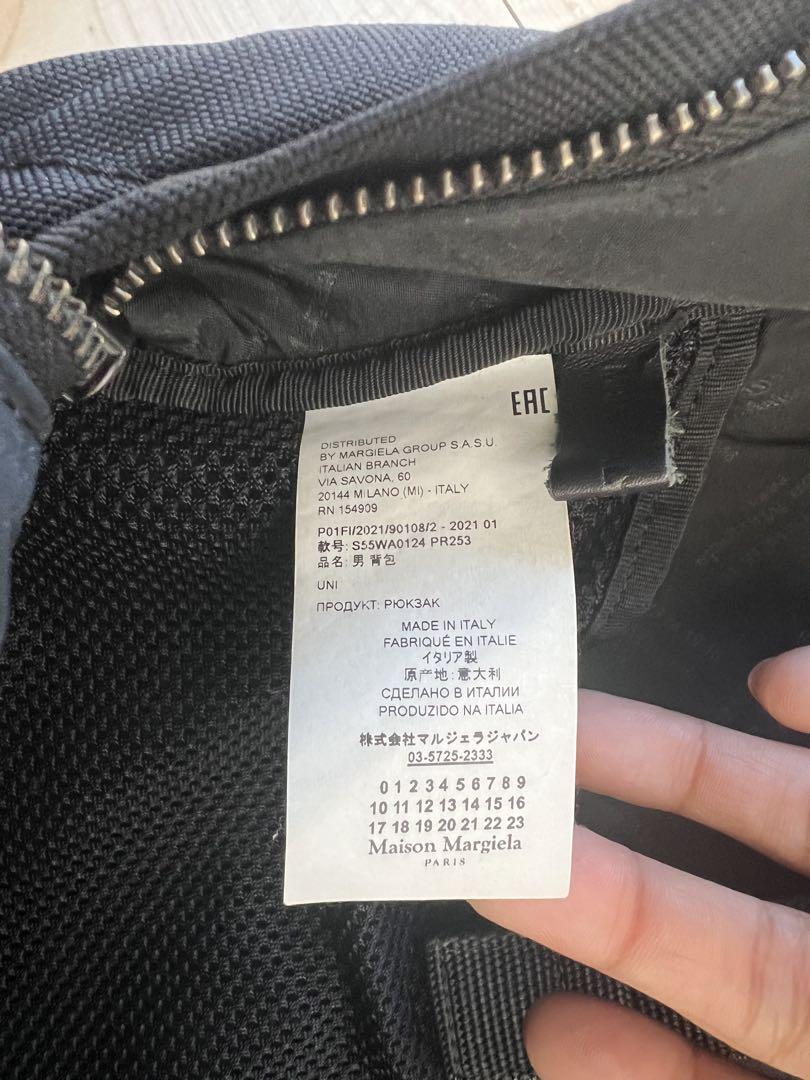 EAC
DISTRIBUTED
BY MARGIELA GROUP S.A.S.U.
ITALIAN BRANCH
VIA SAVONA, 60
20144 MILANO (MI) - ITALY
RN 154909
P01FI/2021/90108/2 - 2021 01
款号: S55WA0124 PR253
品名: 男 背包
UNI
ПРОДУКТ: РЮКЗАК
MADE IN ITALY
FABRIQUÉ EN ITALIE
イタリア製
原产地: 意大利
СДЕЛАНО В ИТАЛИИ
PRODUZIDO NA ITALIA
株式会社マルジェラジャパン
03-5725-2333
0 1 2 3 4 5 6 7 8 9
10 11 12 13 14 15 16
17 18 19 20 21 22 23
Maison Margiela
PARIS